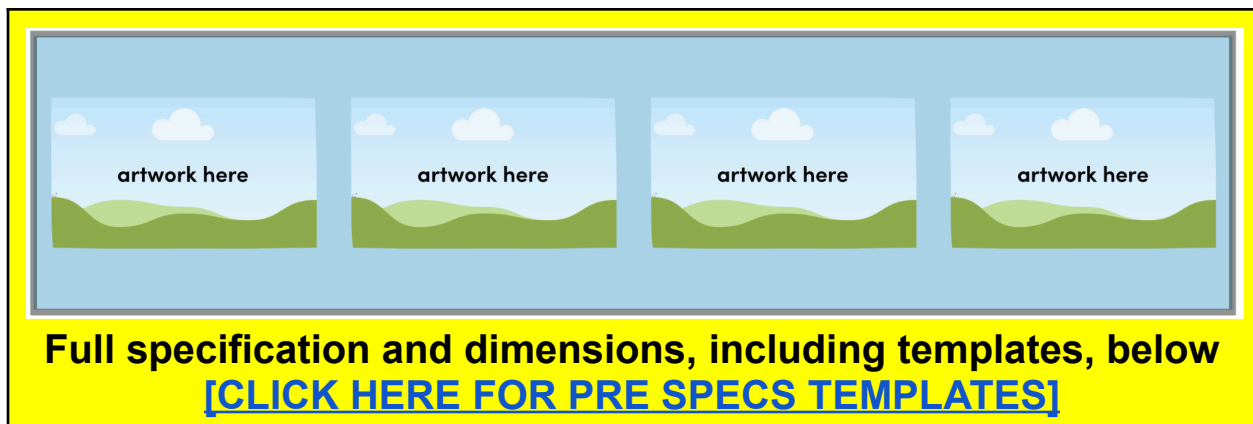 artwork here artwork here artwork here artwork here
Full specification and dimensions, including templates, below
[CLICK HERE FOR PRE SPECS TEMPLATES]